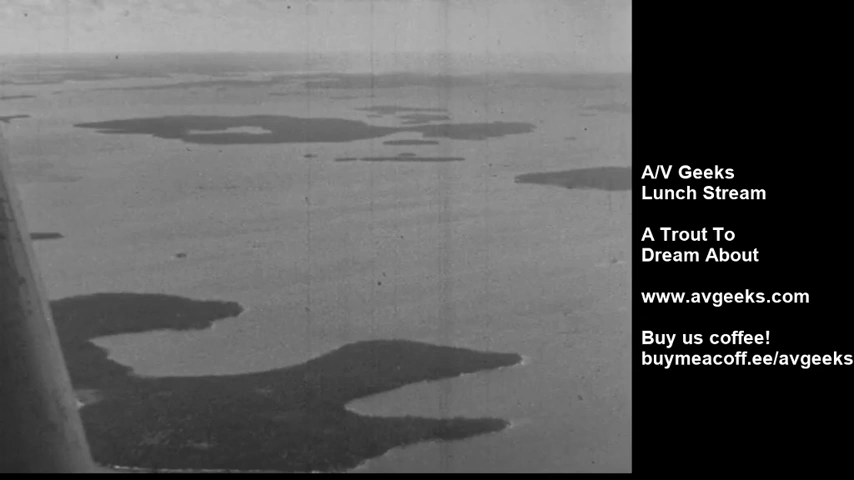 A/V Geeks
Lunch Stream
A Trout To
Dream About
www.avgeeks.com
Buy us coffee!
buymeacoff.ee/avgeeks